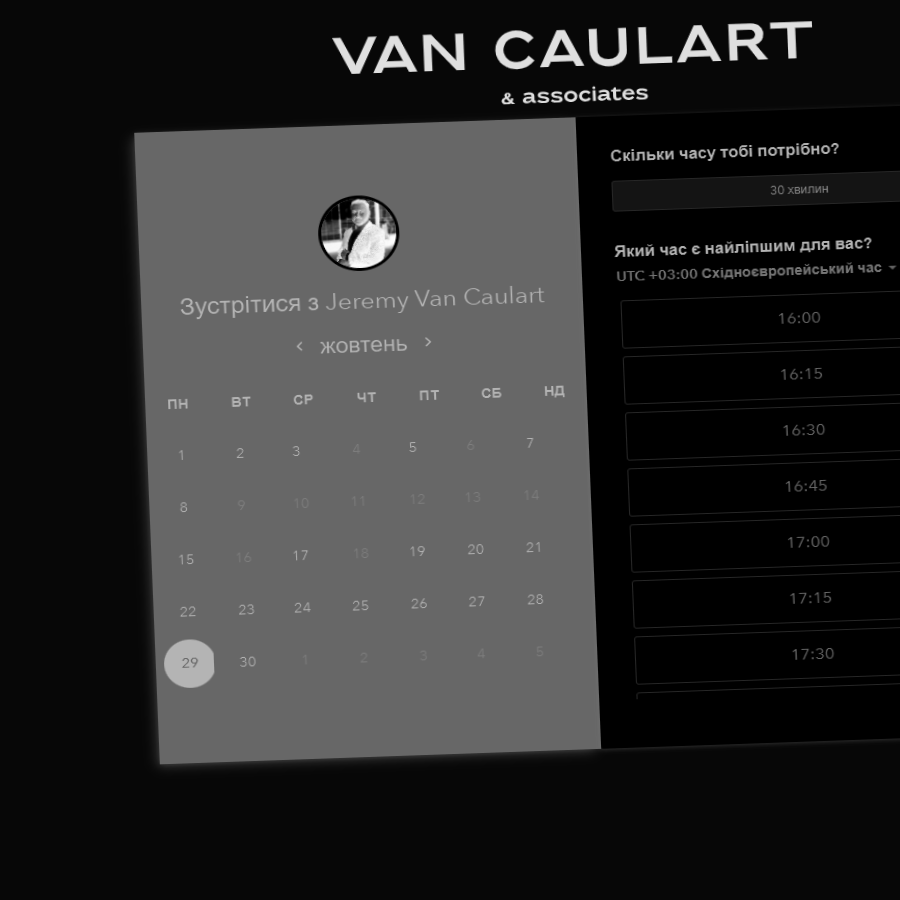 VAN CAULART
& associates
Зустрітися з Jeremy Van Caulart
жовтень
ПН ВТ СР ЧТ ПТ СБ НД
1 2 3 4 5 6 7
8 9 10 11 12 13 14
15 16 17 18 19 20 21
22 23 24 25 26 27 28
29 30 1 2 3 4 5
Скільки часу тобі потрібно?
30 хвилин
Який час є найліпшим для вас?
UTC +03:00 Східноєвропейський час
16:00
16:15
16:30
16:45
17:00
17:15
17:30